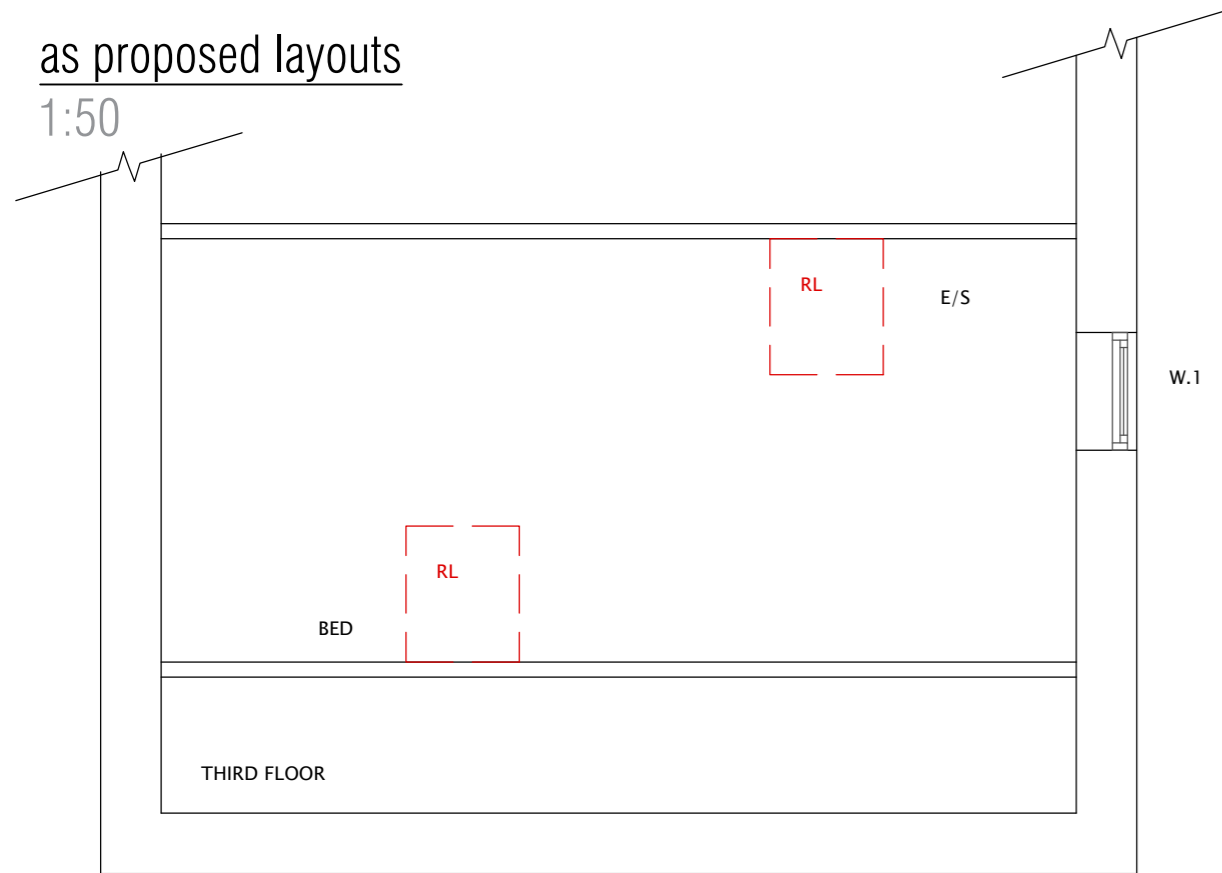 as proposed layouts
1:50
RL
E/S
W.1
RL
BED
THIRD FLOOR